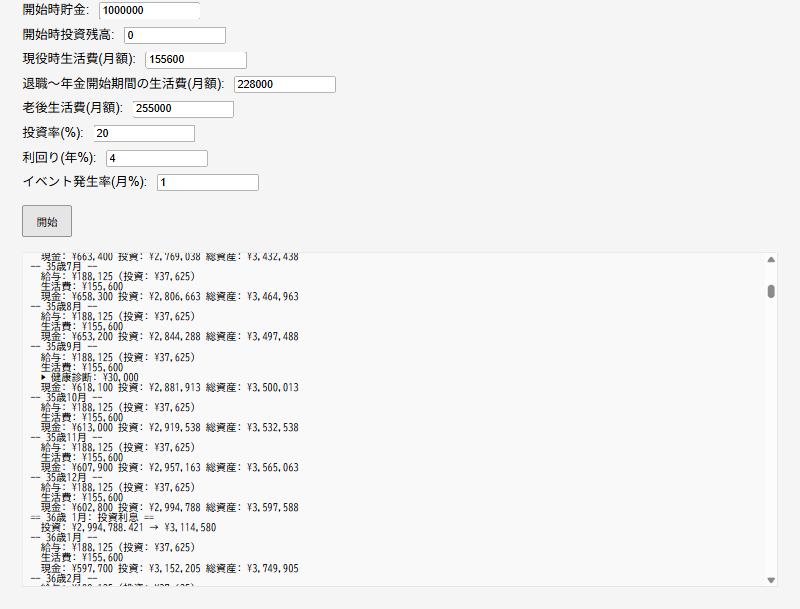 開始時貯金: 1000000
開始時投資残高: 0
現役時生活費(月額): 155600
退職〜年金開始期間の生活費(月額): 228000
老後生活費(月額): 255000
投資率(%): 20
利回り(年%): 4
イベント発生率(月%): 1
開始
現金: ¥663,400 投資: ¥2,769,038 総資産: ¥3,432,438
-- 35歳7月 --
給与: ¥188,125 (投資: ¥37,625)
生活費: ¥155,600
現金: ¥658,300 投資: ¥2,806,663 総資産: ¥3,464,963
-- 35歳8月 --
給与: ¥188,125 (投資: ¥37,625)
生活費: ¥155,600
現金: ¥653,200 投資: ¥2,844,288 総資産: ¥3,497,488
-- 35歳9月 --
給与: ¥188,125 (投資: ¥37,625)
生活費: ¥155,600
▶ 健康診断: ¥30,000
現金: ¥618,100 投資: ¥2,881,913 総資産: ¥3,500,013
-- 35歳10月 --
給与: ¥188,125 (投資: ¥37,625)
生活費: ¥155,600
現金: ¥613,000 投資: ¥2,919,538 総資産: ¥3,532,538
-- 35歳11月 --
給与: ¥188,125 (投資: ¥37,625)
生活費: ¥155,600
現金: ¥607,900 投資: ¥2,957,163 総資産: ¥3,565,063
-- 35歳12月 --
給与: ¥188,125 (投資: ¥37,625)
生活費: ¥155,600
現金: ¥602,800 投資: ¥2,994,788 総資産: ¥3,597,588
== 36歳 1月: 投資利息 ==
投資: ¥2,994,788.421 → ¥3,114,580
-- 36歳1月 --
給与: ¥188,125 (投資: ¥37,625)
生活費: ¥155,600
現金: ¥597,700 投資: ¥3,152,205 総資産: ¥3,749,905
-- 36歳2月 --